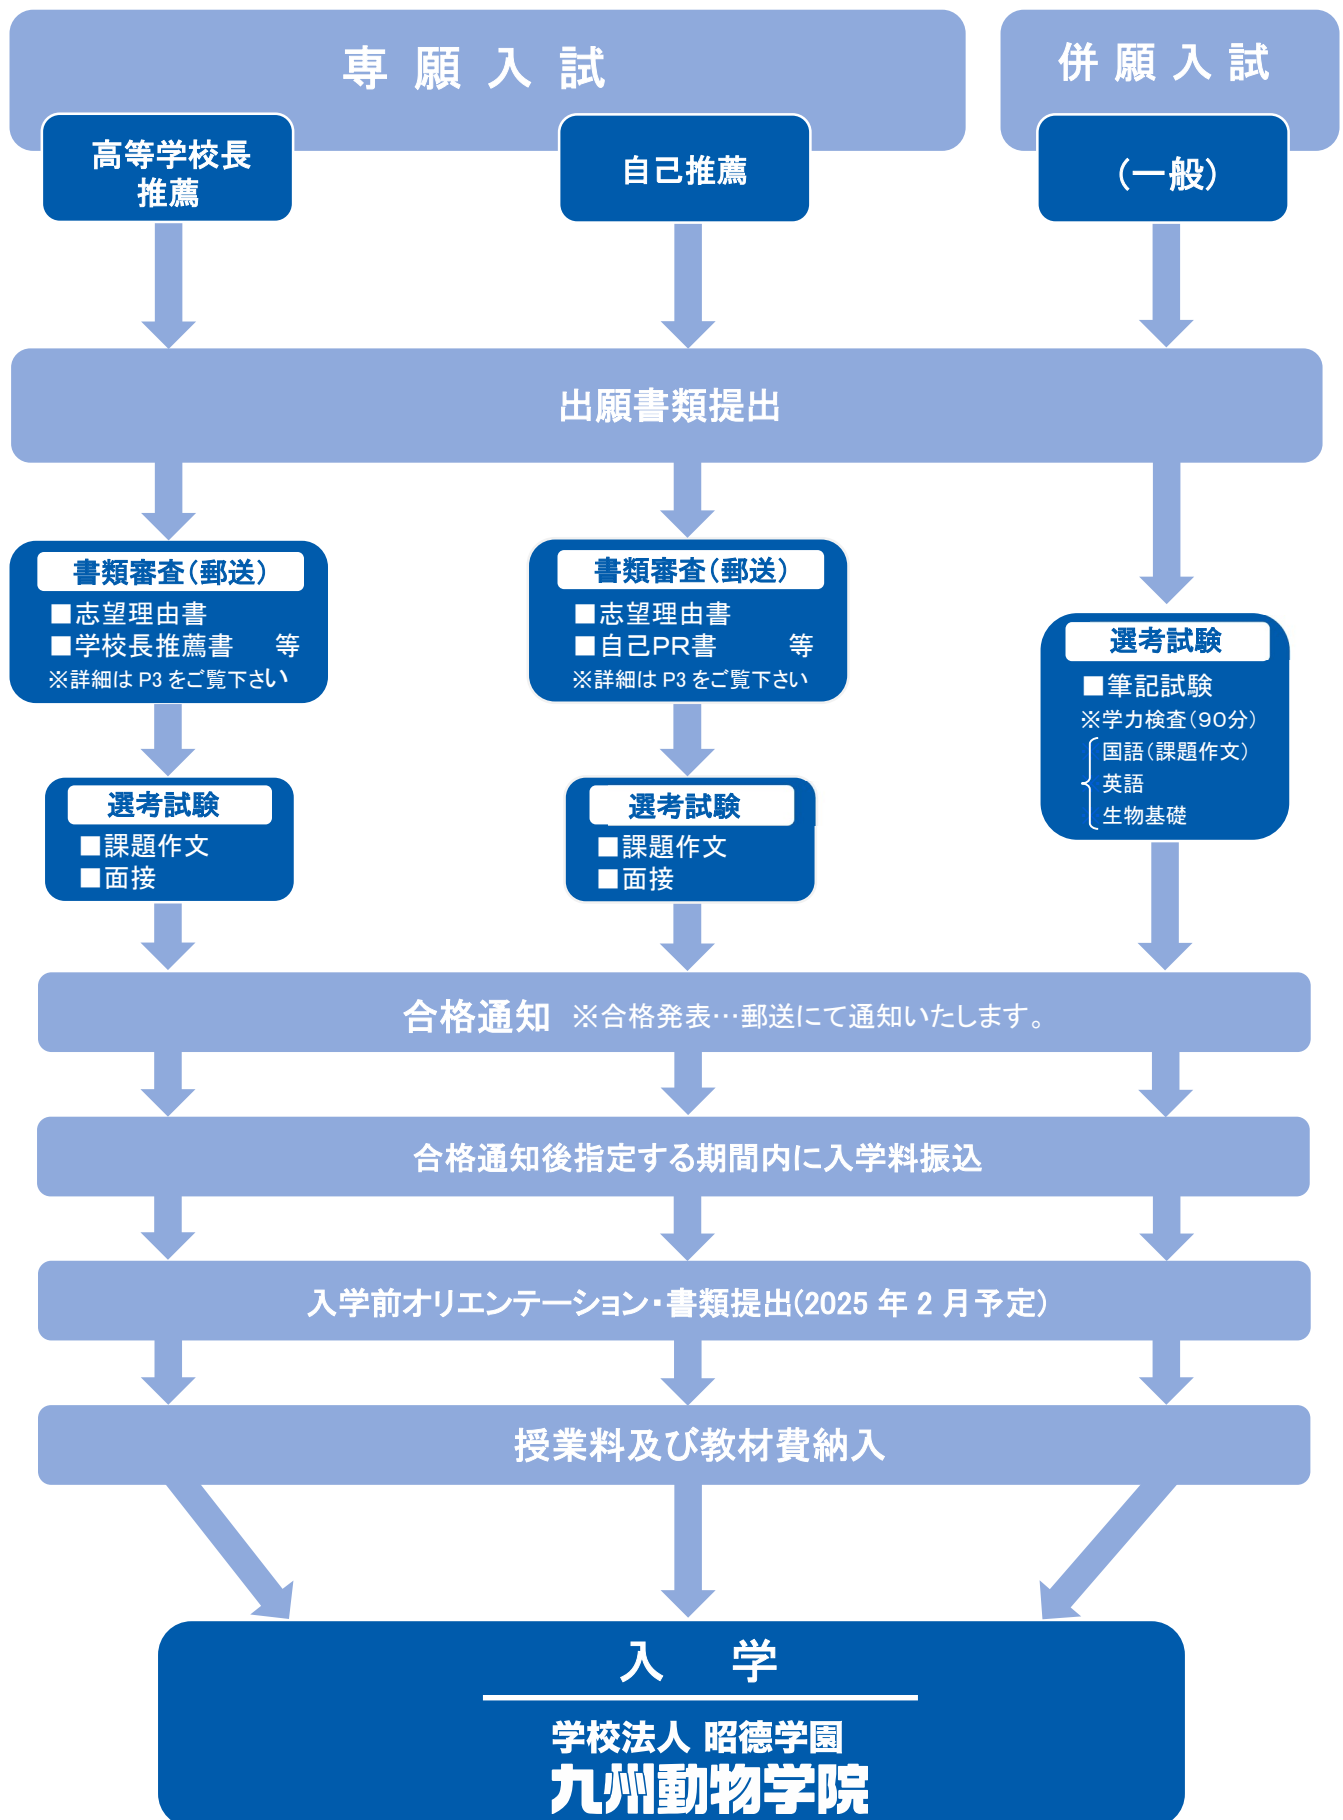 専願入試
併願入試
高等学校長
推薦
自己推薦
(一般)
出願書類提出
書類審査(郵送)
■志望理由書
■学校長推薦書 等
※詳細は P3 をご覧下さい
選考試験
■課題作文
■面接
書類審査(郵送)
■志望理由書
■自己PR書 等
※詳細は P3 をご覧下さい
選考試験
■課題作文
■面接
選考試験
■筆記試験
※学力検査(90分)
国語(課題作文)
英語
生物基礎
合格通知 ※合格発表…郵送にて通知いたします。
合格通知後指定する期間内に入学料振込
入学前オリエンテーション・書類提出(2025 年 2 月予定)
授業料及び教材費納入
入 学
学校法人 昭徳学園
九州動物学院